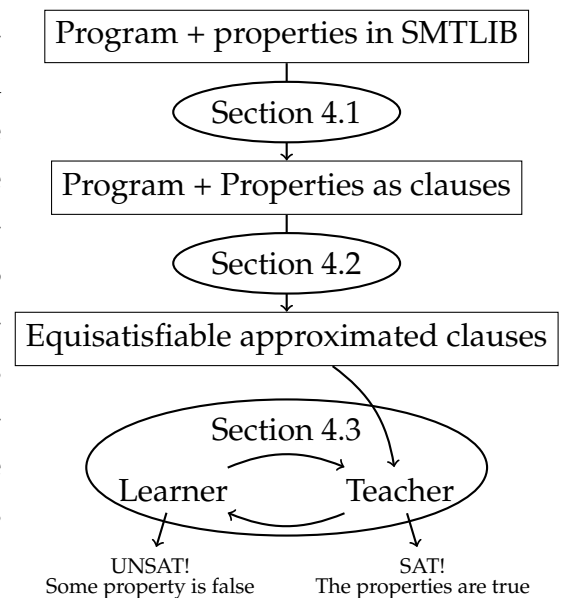 Program + properties in SMTLIB
Section 4.1
Program + Properties as clauses
Section 4.2
Equisatisfiable approximated clauses
Section 4.3
Learner Teacher
UNSAT! SAT!
Some property is false The properties are true